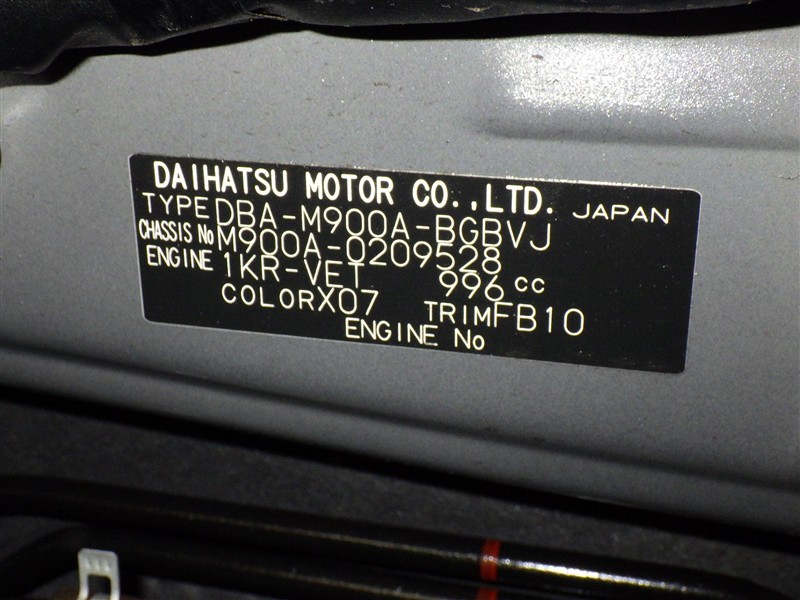 DAIHATSU MOTOR CO.,LTD. JAPAN
TYPE DBA-M900A-BGBVJ
CHASSIS No M900A-0209528
ENGINE 1KR-VET 996 cc
COLOR X07 TRIM FB10
ENGINE No